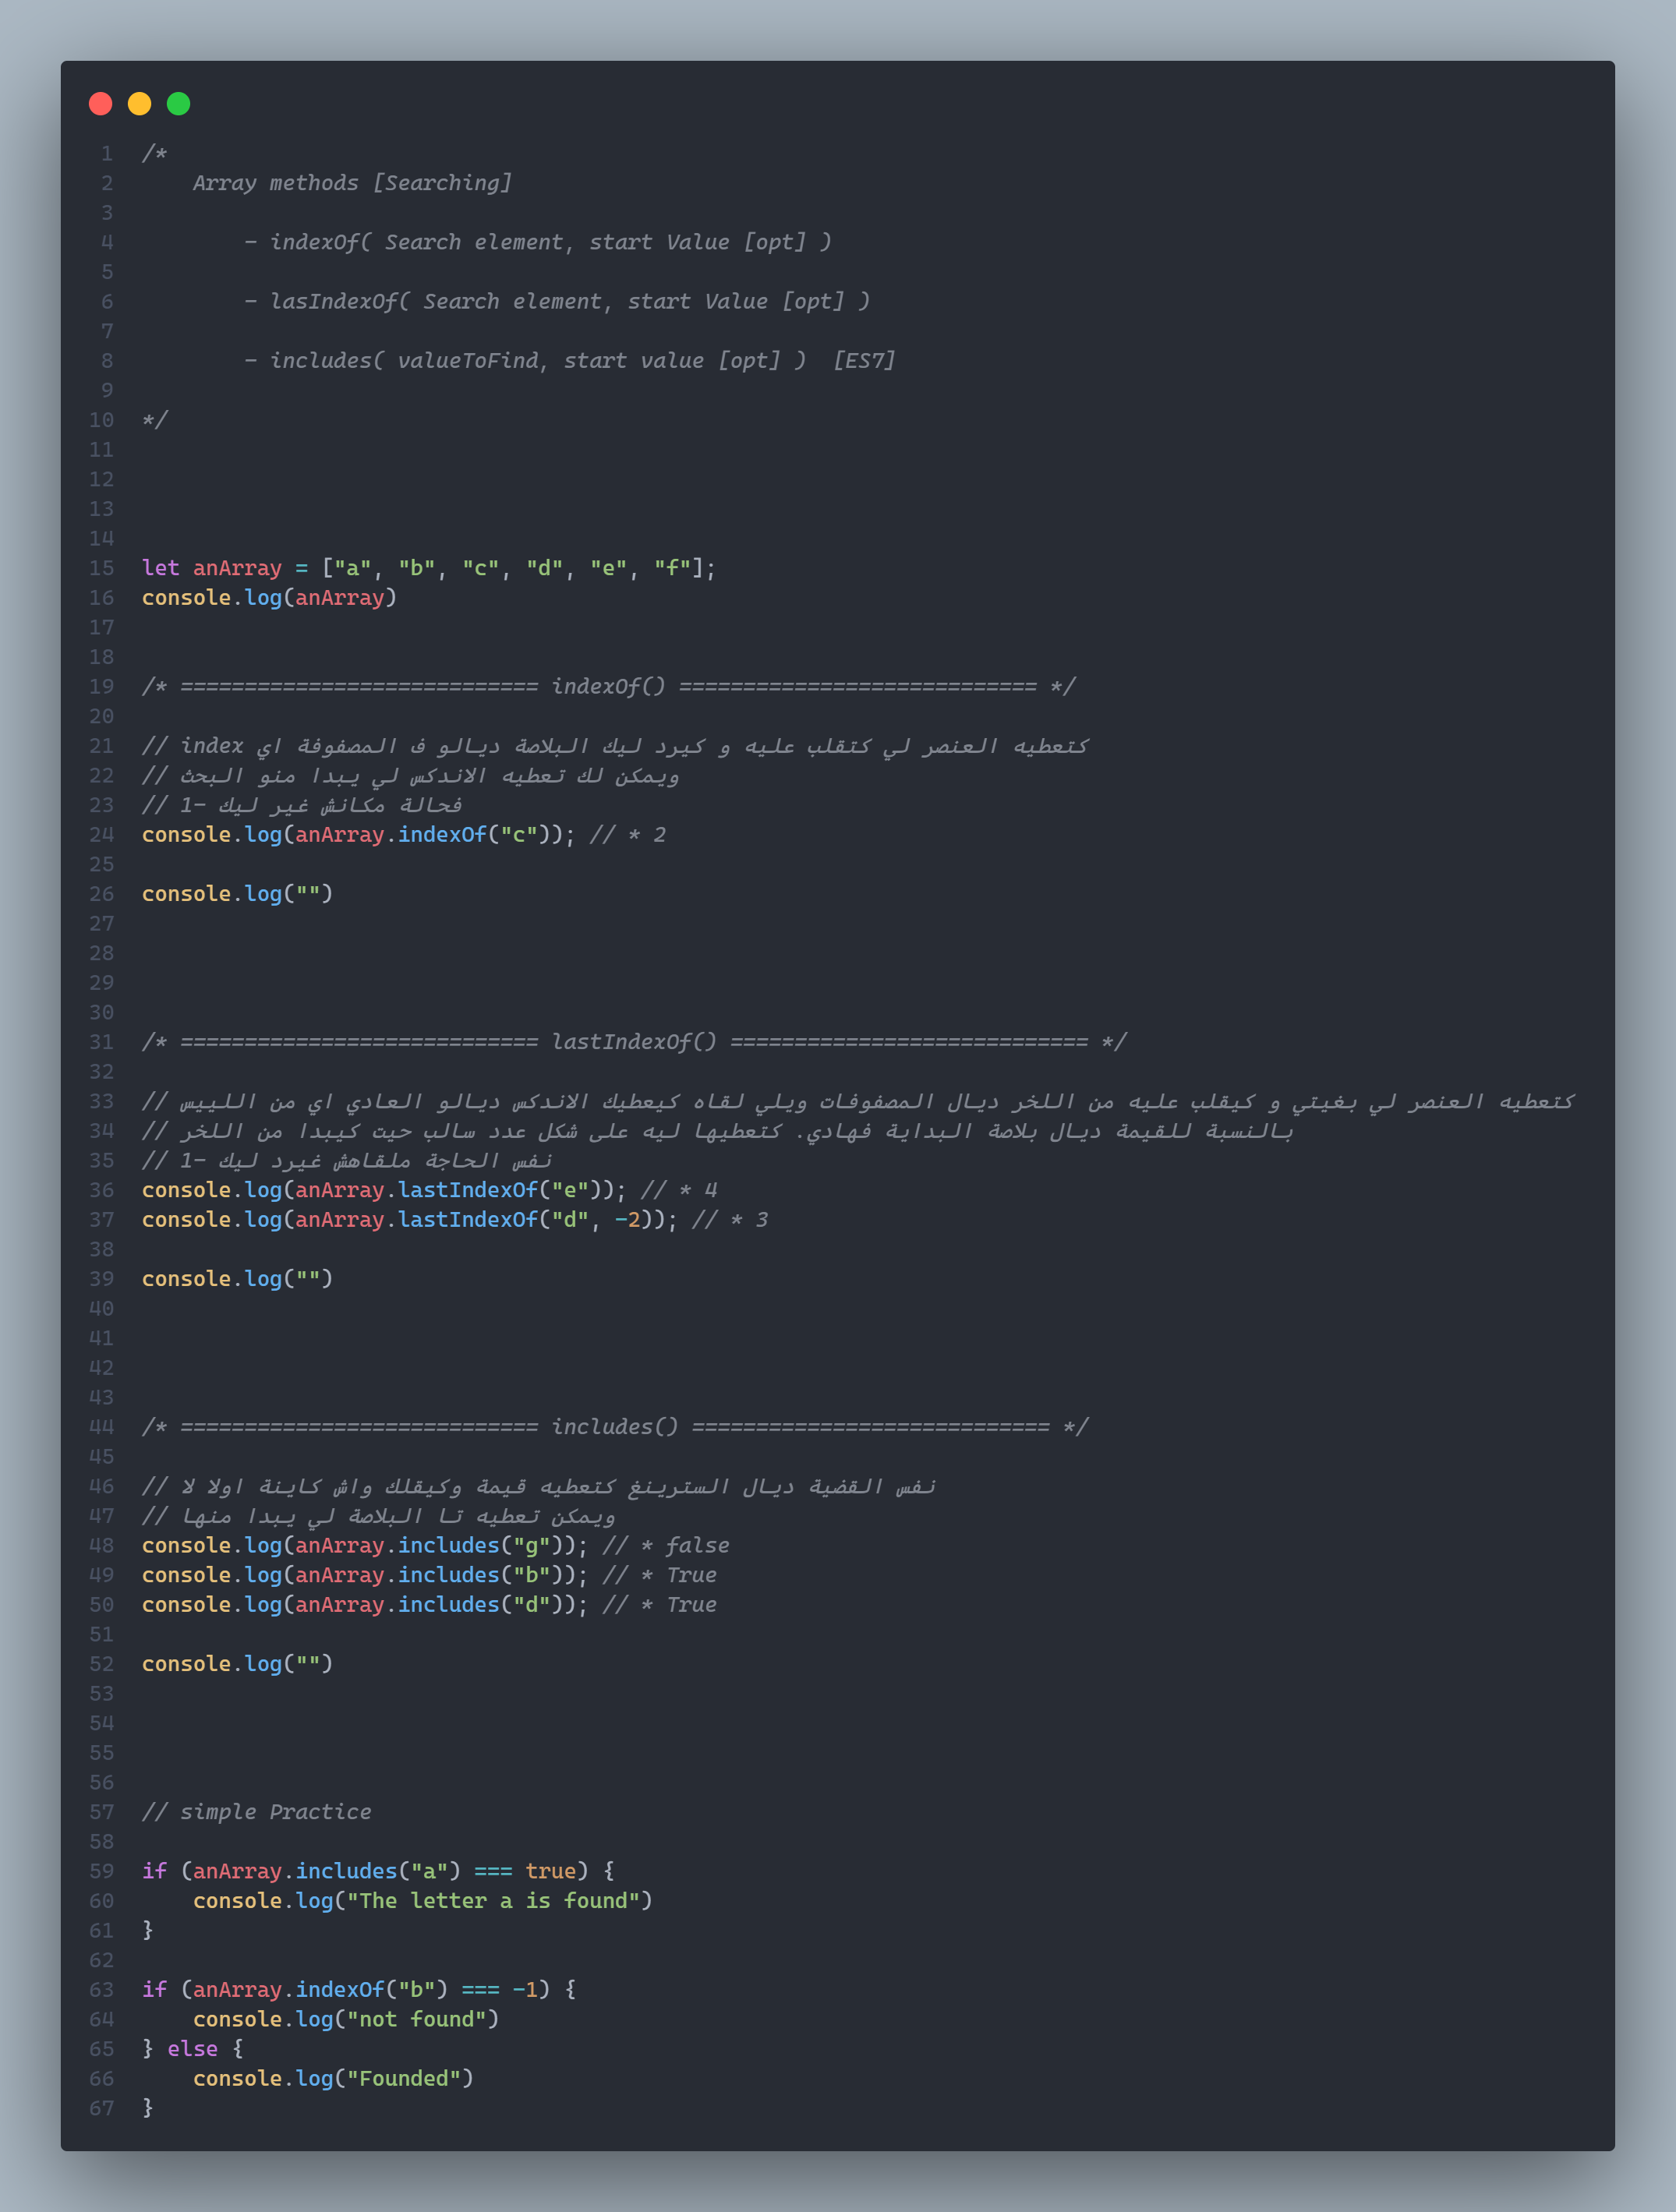 1 /*
2 Array methods [Searching]
3
4 - indexOf( Search element, start Value [opt] )
5
6 - lasIndexOf( Search element, start Value [opt] )
7
8 - includes( valueToFind, start value [opt] )  [ES7]
9
10 */
11
12
13
14
15 let anArray = ["a", "b", "c", "d", "e", "f"];
16 console.log(anArray)
17
18
19 /* ============================ indexOf() ============================ */
20
21 // index كتعطيه العنصر لي كتقلب عليه و كيرد ليك البلاصة ديالو ف المصفوفة اي
22 // ويمكن لك تعطيه الاندكس لي يبدا منو البحث
23 // فحالة مكانش غير ليك -1
24 console.log(anArray.indexOf("c")); // * 2
25
26 console.log("")
27
28
29
30
31 /* ============================ lastIndexOf() ============================ */
32
33 // كتعطيه العنصر لي بغيتي و كيقلب عليه من اللخر ديال المصفوفات ويلي لقاه كيعطيك الاندكس ديالو العادي اي من اللييس
34 // بالنسبة للقيمة ديال بلاصة البداية فهادي. كتعطيها ليه على شكل عدد سالب حيت كيبدا من اللخر
35 // نفس الحاجة ملقاهش غيرد ليك -1
36 console.log(anArray.lastIndexOf("e")); // * 4
37 console.log(anArray.lastIndexOf("d", -2)); // * 3
38
39 console.log("")
40
41
42
43
44 /* ============================ includes() ============================ */
45
46 // نفس القضية ديال السترينغ كتعطيه قيمة وكيقلك واش كاينة اولا لا
47 // ويمكن تعطيه تا البلاصة لي يبدا منها
48 console.log(anArray.includes("g")); // * false
49 console.log(anArray.includes("b")); // * True
50 console.log(anArray.includes("d")); // * True
51
52 console.log("")
53
54
55
56
57 // simple Practice
58
59 if (anArray.includes("a") === true) {
60 console.log("The letter a is found")
61 }
62
63 if (anArray.indexOf("b") === -1) {
64 console.log("not found")
65 } else {
66 console.log("Founded")
67 }